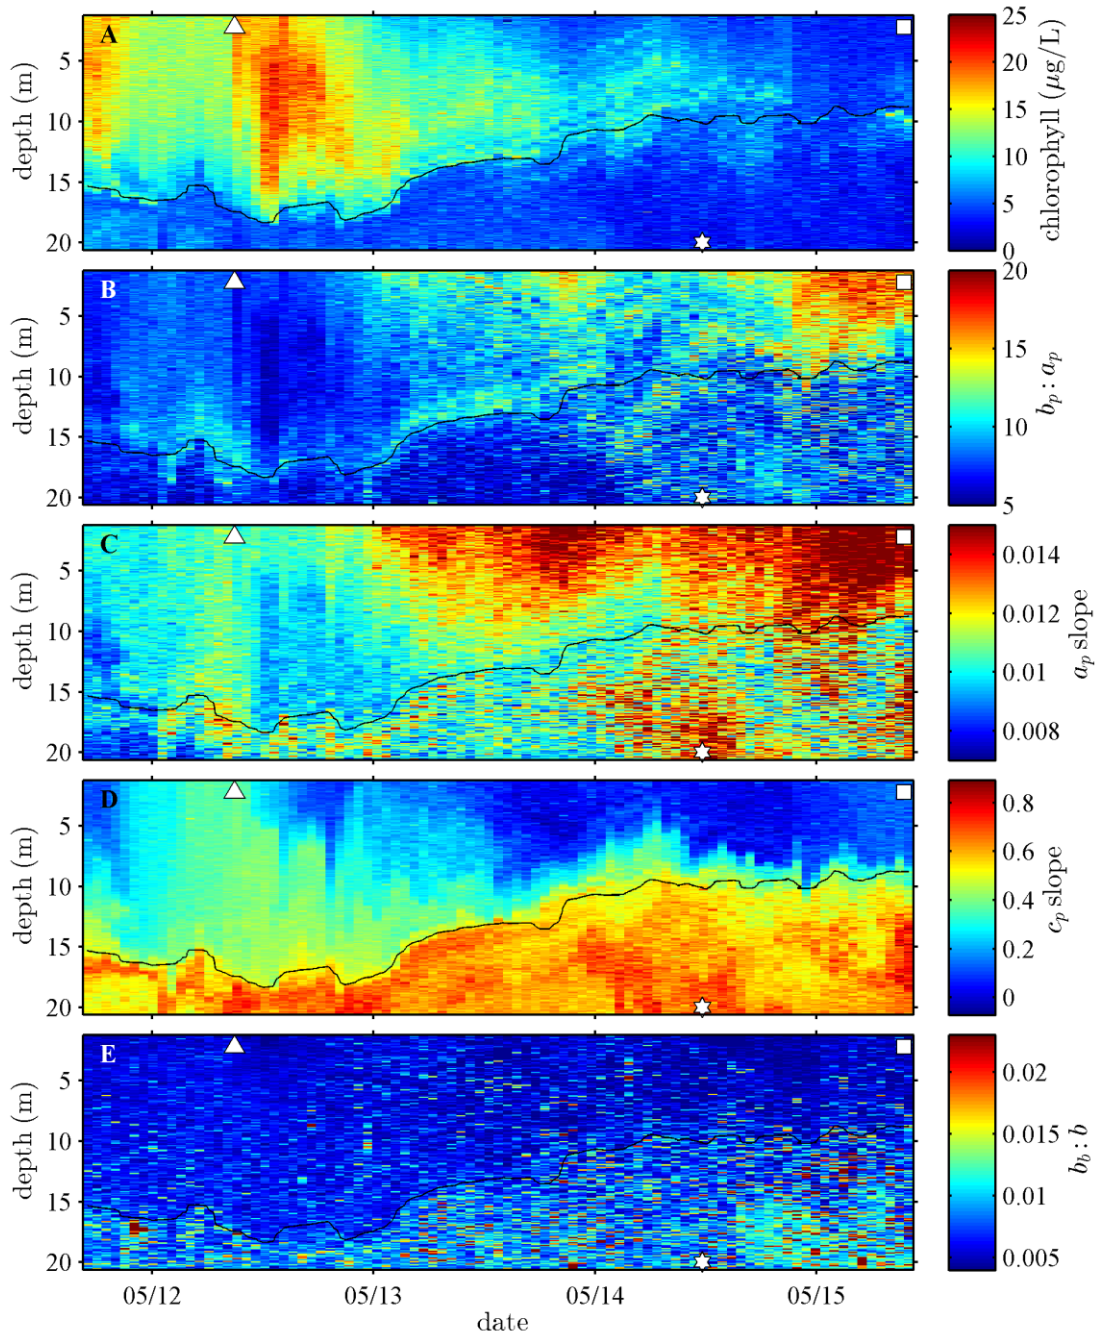 A
5
10
15
20
depth (m)
25
20
15
10
5
0
chlorophyll (μg/L)
B
5
10
15
20
depth (m)
20
15
10
5
b_p : a_p
C
5
10
15
20
depth (m)
0.014
0.012
0.01
0.008
a_p slope
D
5
10
15
20
depth (m)
0.8
0.6
0.4
0.2
0
c_p slope
E
5
10
15
20
depth (m)
0.02
0.015
0.01
0.005
b_b : b
05/12 05/13 05/14 05/15
date